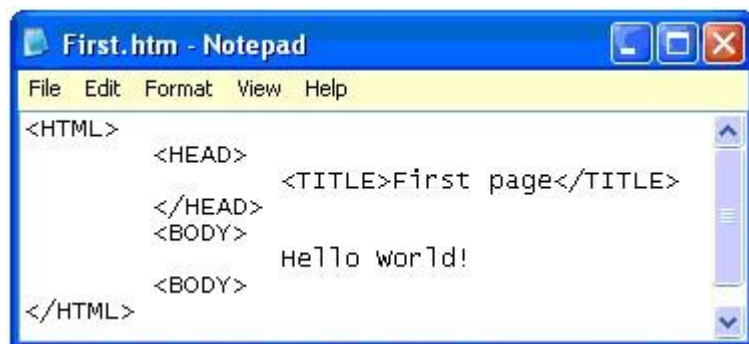 First.htm - Notepad
File Edit Format View Help
<HTML>
<HEAD>
<TITLE>First page</TITLE>
</HEAD>
<BODY>
Hello World!
<BODY>
</HTML>